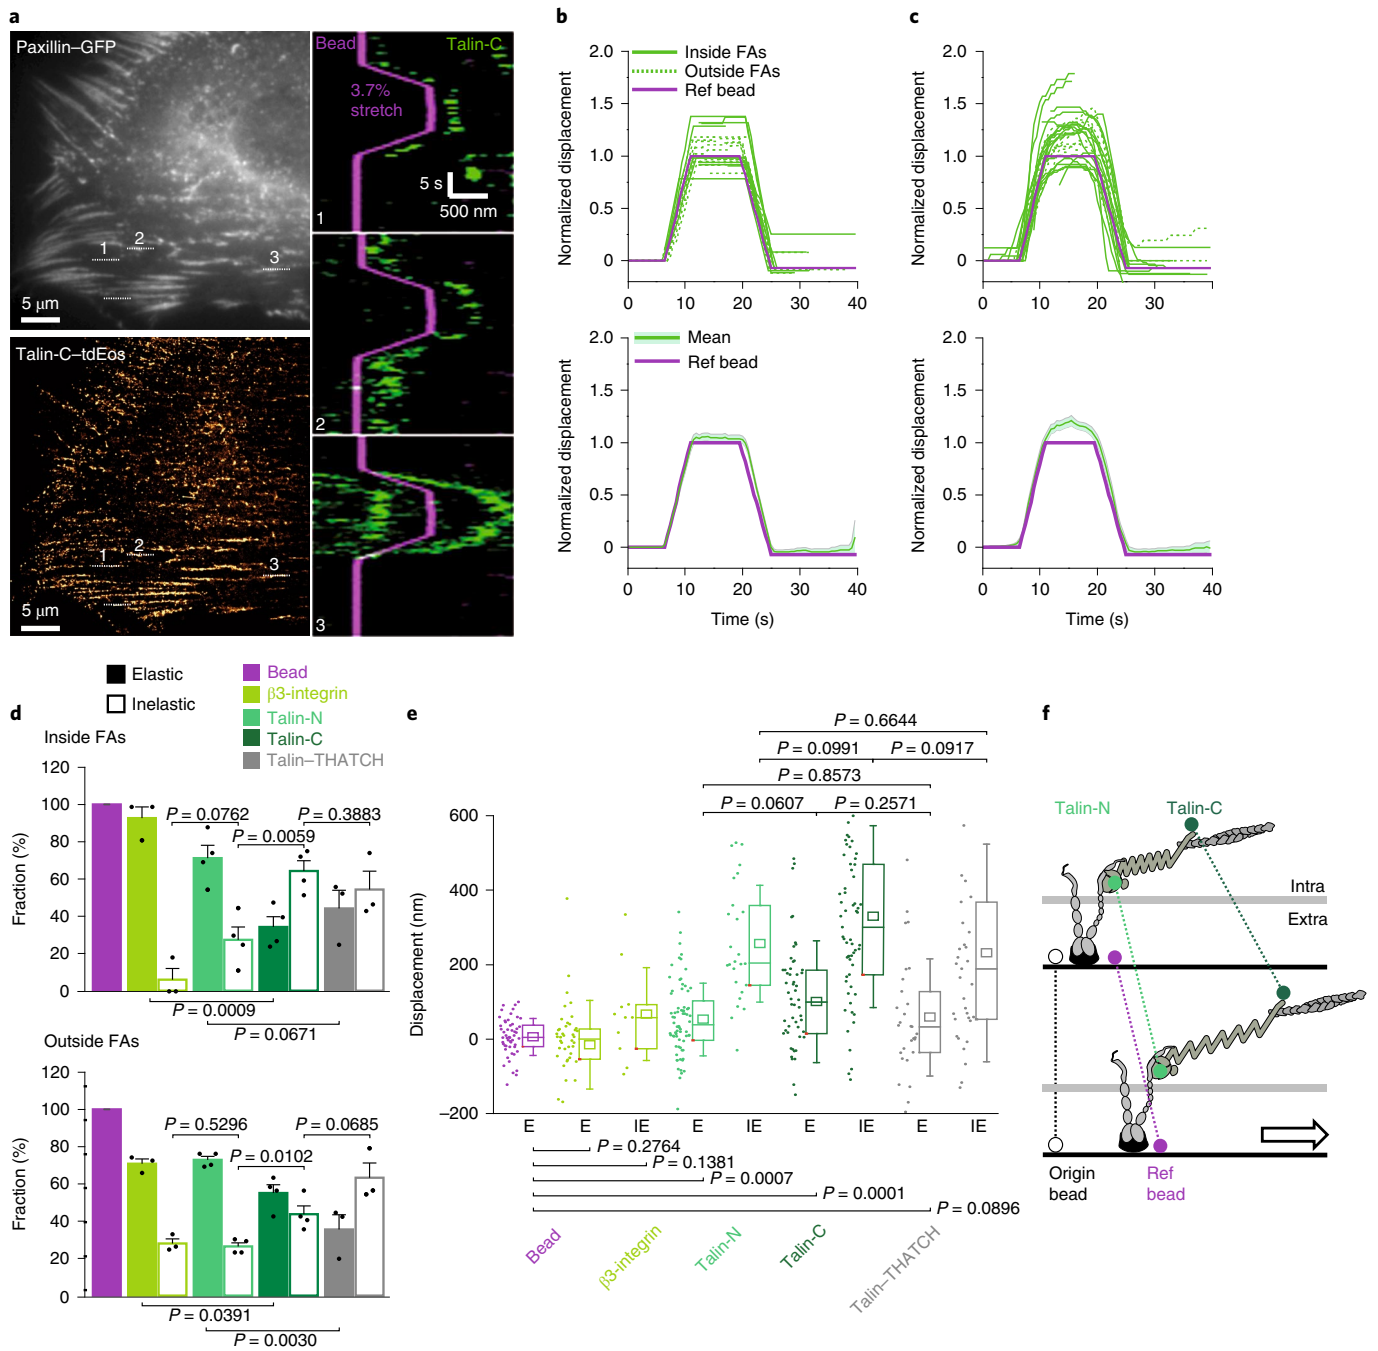 a
Paxillin–GFP
1
2
3
5 μm
Talin-C–tdEos
1
2
3
5 μm
Bead
Talin-C
3.7%
stretch
5 s
500 nm
1
2
3
b
Normalized displacement
2.0
1.5
1.0
0.5
0
Inside FAs
Outside FAs
Ref bead
0 10 20 30 40
Normalized displacement
2.0
1.5
1.0
0.5
0
Mean
Ref bead
0 10 20 30 40
Time (s)
c
Normalized displacement
2.0
1.5
1.0
0.5
0
0 10 20 30
Normalized displacement
2.0
1.5
1.0
0.5
0
0 10 20 30 40
Time (s)
Elastic
Inelastic
Bead
β3-integrin
Talin-N
Talin-C
Talin–THATCH
d
Inside FAs
Fraction (%)
120
100
80
60
40
20
0
P = 0.0762
P = 0.3883
P = 0.0059
P = 0.0009
P = 0.0671
Outside FAs
Fraction (%)
120
100
80
60
40
20
0
P = 0.5296
P = 0.0685
P = 0.0102
P = 0.0391
P = 0.0030
e
P = 0.6644
P = 0.0991
P = 0.0917
P = 0.8573
P = 0.0607
P = 0.2571
Displacement (nm)
600
400
200
0
–200
E E IE E IE E IE E IE
P = 0.2764
P = 0.1381
P = 0.0007
P = 0.0001
P = 0.0896
Bead
β3-integrin
Talin-N
Talin-C
Talin–THATCH
f
Talin-N
Talin-C
Intra
Extra
Origin
bead
Ref
bead